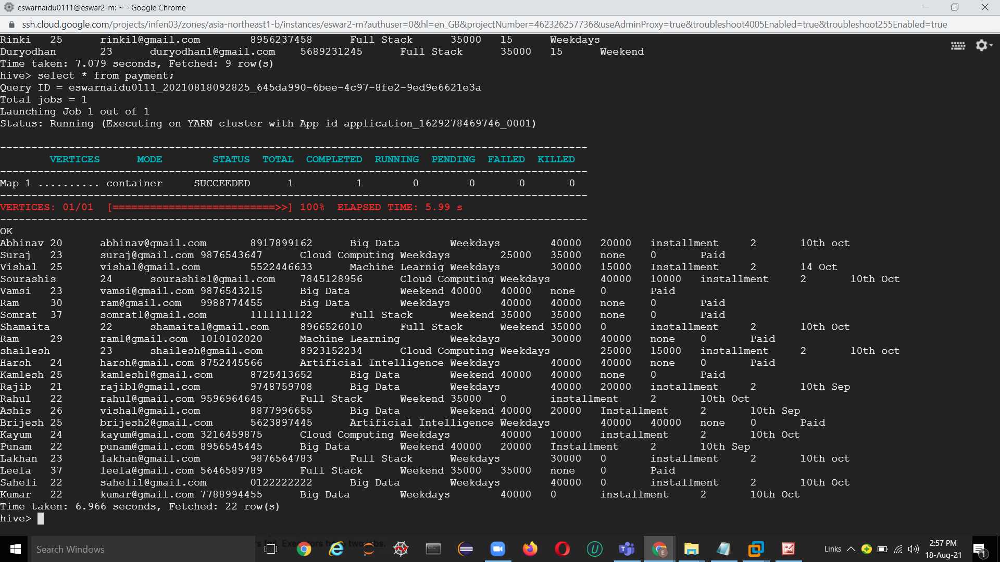 eswarnaidu0111@eswar2-m: ~ - Google Chrome
ssh.cloud.google.com/projects/infen03/zones/asia-northeast1-b/instances/eswar2-m?authuser=0&hl=en_GB&projectNumber=462326257736&useAdminProxy=true&troubleshoot4005Enabled=true&troubleshoot255Enabled=true
Rinki 25 rinki1@gmail.com 8956237458 Full Stack 35000 15 Weekdays
Duryodhan 23 duryodhan1@gmail.com 5689231245 Full Stack 35000 15 Weekend
Time taken: 7.079 seconds, Fetched: 9 row(s)
hive> select * from payment;
Query ID = eswarnaidu0111_20210818092825_645da990-6bee-4c97-8fe2-9ed9e6621e3a
Total jobs = 1
Launching Job 1 out of 1
Status: Running (Executing on YARN cluster with App id application_1629278469746_0001)
----------------------------------------------------------------------------------------------
VERTICES MODE STATUS TOTAL COMPLETED RUNNING PENDING FAILED KILLED
----------------------------------------------------------------------------------------------
Map 1 .......... container SUCCEEDED 1 1 0 0 0 0
----------------------------------------------------------------------------------------------
VERTICES: 01/01 [==========================>>] 100% ELAPSED TIME: 5.99 s
----------------------------------------------------------------------------------------------
OK
Abhinav 20 abhinav@gmail.com 8917899162 Big Data Weekdays 40000 20000 installment 2 10th oct
Suraj 23 suraj@gmail.com 9876543647 Cloud Computing Weekdays 25000 35000 none 0 Paid
Vishal 25 vishal@gmail.com 5522446633 Machine Learnig Weekdays 30000 15000 Installment 2 14 Oct
Sourashis 24 sourashis1@gmail.com 7845128956 Cloud Computing Weekdays 40000 10000 installment 2 10th Oct
Vamsi 23 vamsi@gmail.com 9876543215 Big Data Weekend 40000 40000 none 0 Paid
Ram 30 ram@gmail.com 9988774455 Big Data Weekdays 40000 40000 none 0 Paid
Somrat 37 somrat1@gmail.com 1111111122 Full Stack Weekend 35000 35000 none 0 Paid
Shamaita 22 shamaita1@gmail.com 8966526010 Full Stack Weekend 35000 0 installment 2 10th Oct
Ram 29 ram1@gmail.com 1010102020 Machine Learning Weekdays 30000 40000 none 0 Paid
shailesh 23 shailesh@gmail.com 8923152234 Cloud Computing Weekdays 25000 15000 installment 2 10th oct
Harsh 24 harsh@gmail.com 8752445566 Artificial Intelligence Weekdays 40000 40000 none 0 Paid
Kamlesh 25 kamlesh1@gmail.com 8725413652 Big Data Weekend 40000 40000 none 0 Paid
Rajib 21 rajib1@gmail.com 9748759708 Big Data Weekdays 40000 20000 installment 2 10th Sep
Rahul 22 rahul@gmail.com 9596964645 Full Stack Weekend 35000 0 installment 2 10th Oct
Ashis 26 vishal@gmail.com 8877996655 Big Data Weekend 40000 20000 Installment 2 10th Sep
Brijesh 25 brijesh2@gmail.com 5623897445 Artificial Intelligence Weekdays 40000 40000 none 0 Paid
Kayum 24 kayum@gmail.com 3216459875 Cloud Computing Weekdays 40000 10000 installment 2 10th Oct
Punam 22 punam@gmail.com 8956545445 Big Data Weekend 40000 20000 Installment 2 10th Sep
Lakhan 23 lakhan@gmail.com 9876564783 Full Stack Weekdays 30000 0 installment 2 10th oct
Leela 37 leela@gmail.com 5646589789 Full Stack Weekend 35000 35000 none 0 Paid
Saheli 22 saheli1@gmail.com 0122222222 Big Data Weekdays 40000 0 installment 2 10th Oct
Kumar 22 kumar@gmail.com 7788994455 Big Data Weekdays 40000 0 installment 2 10th Oct
Time taken: 6.966 seconds, Fetched: 22 row(s)
hive>
Search Windows
Links
2:57 PM
18-Aug-21
1